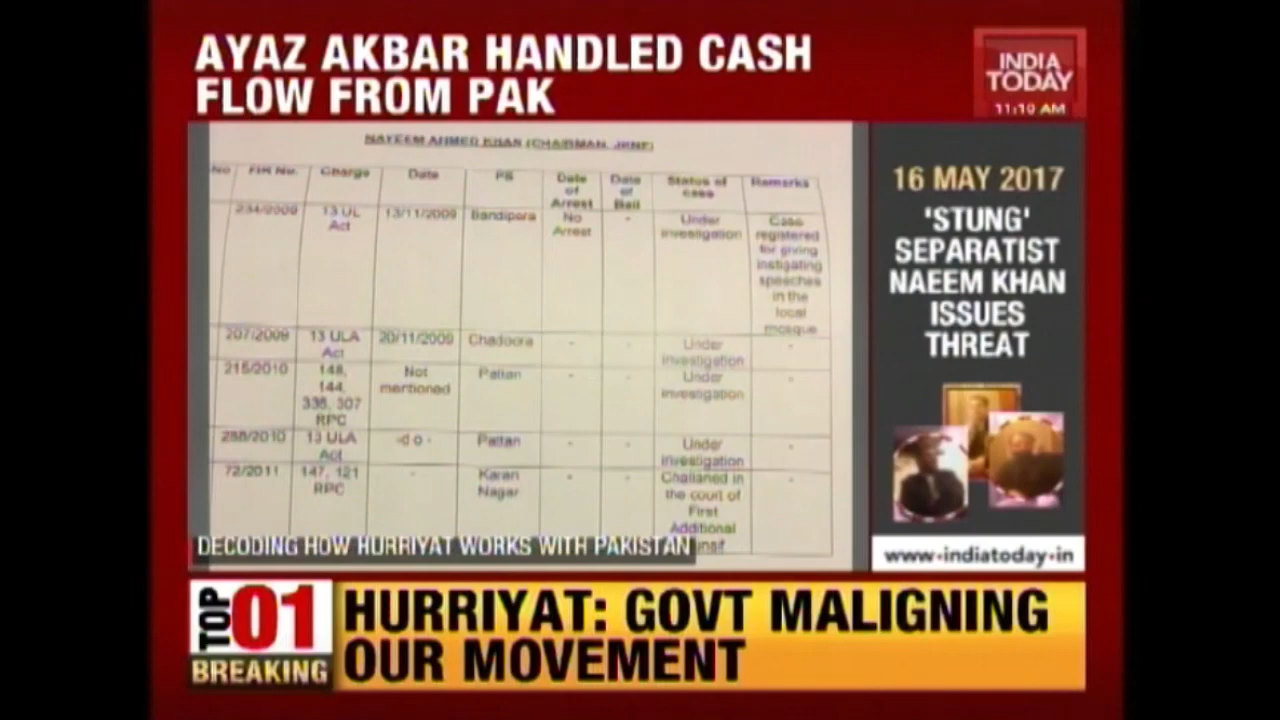 AYAZ AKBAR HANDLED CASH
FLOW FROM PAK
INDIA
TODAY
11:19 AM
NAYEEM AHMED KHAN (CHAIRMAN, JKNF)
No FIR No. Charge Date PS Date of Arrest Date of Bail Status of case Remarks
234/2009 13 UL Act 13/11/2009 Bandipora No Arrest - Under investigation Case registered for giving instigating speeches in the local mosque
207/2009 13 ULA Act 20/11/2009 Chadoora - - Under investigation -
215/2010 148, 144, 336, 307 RPC Not mentioned Pattan - - Under investigation -
288/2010 13 ULA Act -do- Pattan - - Under investigation -
72/2011 147, 121 RPC - Karan Nagar - - Challaned in the court of First Additional
DECODING HOW HURRIYAT WORKS WITH PAKISTAN
16 MAY 2017
'STUNG'
SEPARATIST
NAEEM KHAN
ISSUES
THREAT
www.indiatoday.in
TOP 01
BREAKING
HURRIYAT: GOVT MALIGNING
OUR MOVEMENT